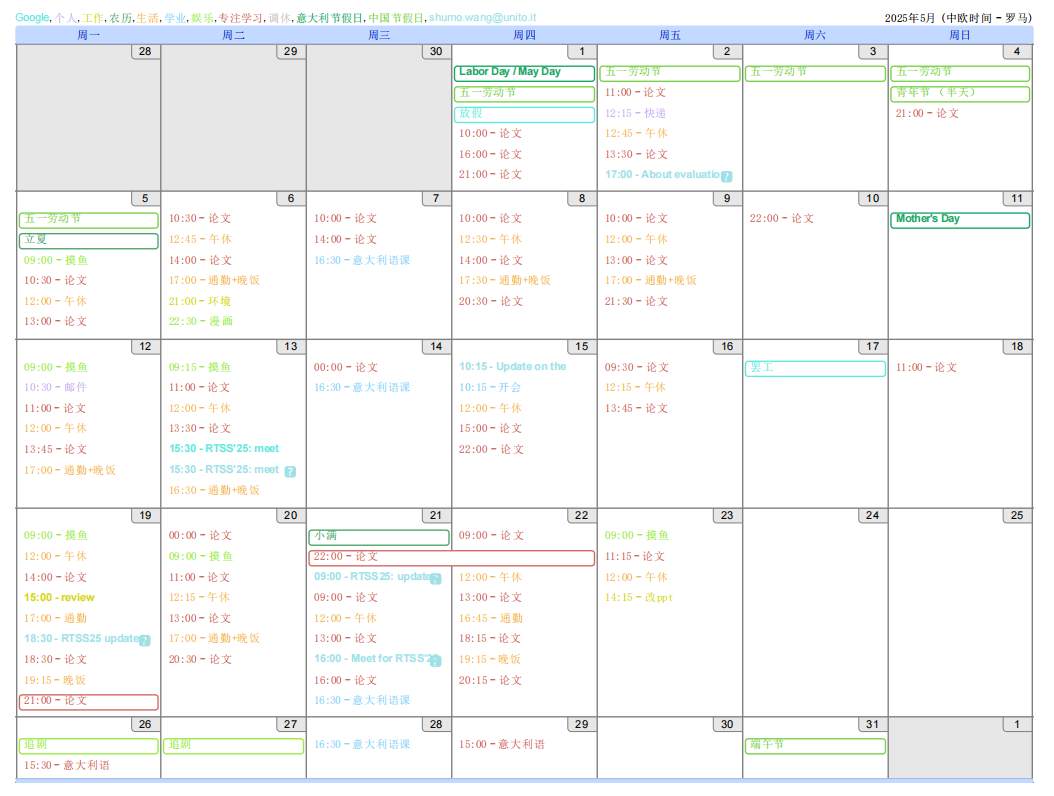 Google,个人,工作,农历,生活,学业,娱乐,专注学习,调休,意大利节假日,中国节假日,shumo.wang@unito.it
2025年5月 (中欧时间 - 罗马)
周一 周二 周三 周四 周五 周六 周日
28 29 30 1 2 3 4
Labor Day / May Day
五一劳动节
放假
10:00 - 论文
16:00 - 论文
21:00 - 论文
五一劳动节
11:00 - 论文
12:15 - 快递
12:45 - 午休
13:30 - 论文
17:00 - About evaluatio?
五一劳动节
五一劳动节
青年节 (半天)
21:00 - 论文
5 6 7 8 9 10 11
五一劳动节
立夏
09:00 - 摸鱼
10:30 - 论文
12:00 - 午休
13:00 - 论文
10:30 - 论文
12:45 - 午休
14:00 - 论文
17:00 - 通勤+晚饭
21:00 - 环境
22:30 - 漫画
10:00 - 论文
14:00 - 论文
16:30 - 意大利语课
10:00 - 论文
12:30 - 午休
14:00 - 论文
17:30 - 通勤+晚饭
20:30 - 论文
10:00 - 论文
12:00 - 午休
13:00 - 论文
17:00 - 通勤+晚饭
21:30 - 论文
22:00 - 论文
Mother's Day
12 13 14 15 16 17 18
09:00 - 摸鱼
10:30 - 邮件
11:00 - 论文
12:00 - 午休
13:45 - 论文
17:00 - 通勤+晚饭
09:15 - 摸鱼
11:00 - 论文
12:00 - 午休
13:30 - 论文
15:30 - RTSS'25: meet
15:30 - RTSS'25: meet ?
16:30 - 通勤+晚饭
00:00 - 论文
16:30 - 意大利语课
10:15 - Update on the
10:15 - 开会
12:00 - 午休
15:00 - 论文
22:00 - 论文
09:30 - 论文
12:15 - 午休
13:45 - 论文
罢工
11:00 - 论文
19 20 21 22 23 24 25
09:00 - 摸鱼
12:00 - 午休
14:00 - 论文
15:00 - review
17:00 - 通勤
18:30 - RTSS25 update?
18:30 - 论文
19:15 - 晚饭
21:00 - 论文
00:00 - 论文
09:00 - 摸鱼
11:00 - 论文
12:15 - 午休
13:00 - 论文
17:00 - 通勤+晚饭
20:30 - 论文
小满
22:00 - 论文
09:00 - RTSS25: update?
09:00 - 论文
12:00 - 午休
13:00 - 论文
16:00 - Meet for RTSS'2?
16:00 - 论文
16:30 - 意大利语课
09:00 - 论文
12:00 - 午休
13:00 - 论文
16:45 - 通勤
18:15 - 论文
19:15 - 晚饭
20:15 - 论文
09:00 - 摸鱼
11:15 - 论文
12:00 - 午休
14:15 - 改ppt
26 27 28 29 30 31 1
追剧
15:30 - 意大利语
追剧
16:30 - 意大利语课
15:00 - 意大利语
端午节